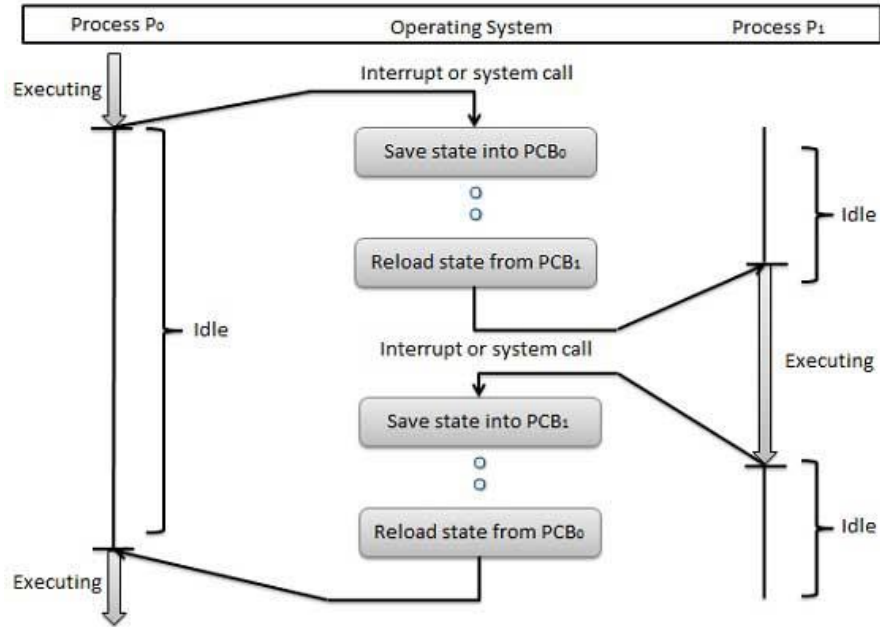 Process P₀
Operating System
Process P₁
Interrupt or system call
Executing
Save state into PCB₀
Idle
Reload state from PCB₁
Idle
Interrupt or system call
Executing
Save state into PCB₁
Reload state from PCB₀
Idle
Executing